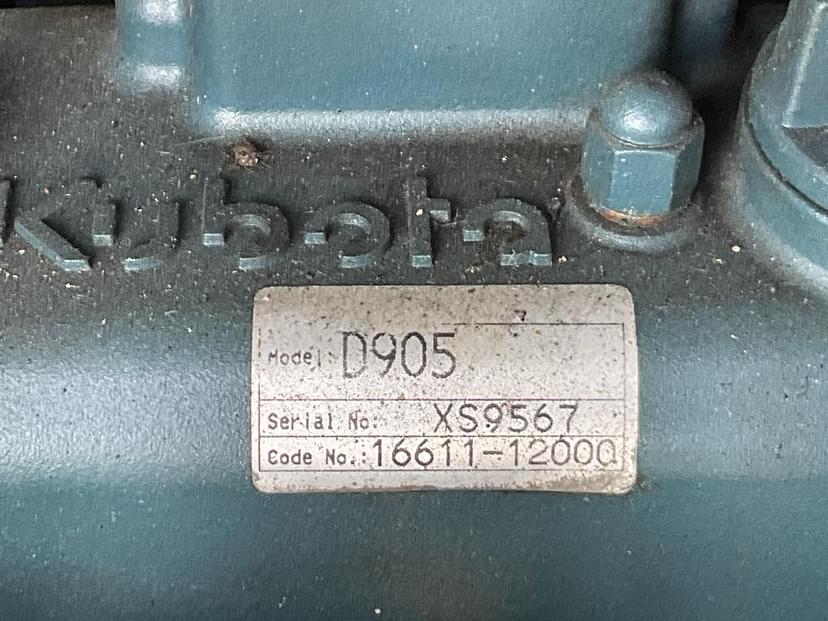 Kubota
Model: D905
Serial No: XS9567
Code No.: 16611-12000